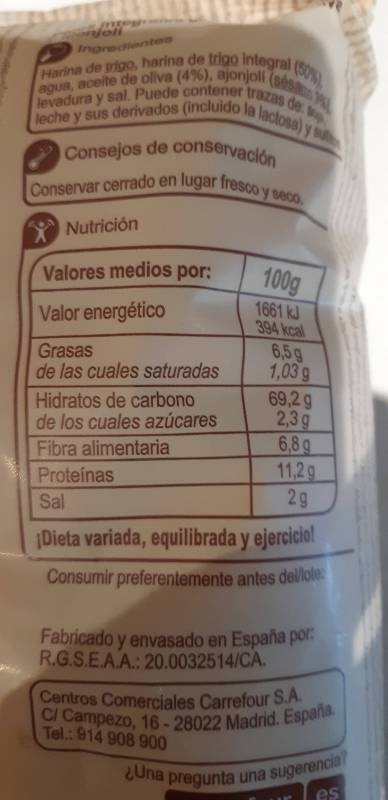 ajonjolí
Ingredientes
Harina de trigo, harina de trigo integral (50%),
agua, aceite de oliva (4%), ajonjolí (sésamo
levadura y sal. Puede contener trazas de:
leche y sus derivados (incluido la lactosa) y
Consejos de conservación
Conservar cerrado en lugar fresco y seco.
Nutrición
Valores medios por: 100g
Valor energético 1661 kJ
394 kcal
Grasas 6,5 g
de las cuales saturadas 1,03 g
Hidratos de carbono 69,2 g
de los cuales azúcares 2,3 g
Fibra alimentaria 6,8 g
Proteínas 11,2 g
Sal 2 g
¡Dieta variada, equilibrada y ejercicio!
Consumir preferentemente antes del/lote:
Fabricado y envasado en España por:
R.G.S.E.A.A.: 20.0032514/CA.
Centros Comerciales Carrefour S.A.
C/ Campezo, 16 - 28022 Madrid. España.
Tel.: 914 908 900
¿Una pregunta una sugerencia?
es